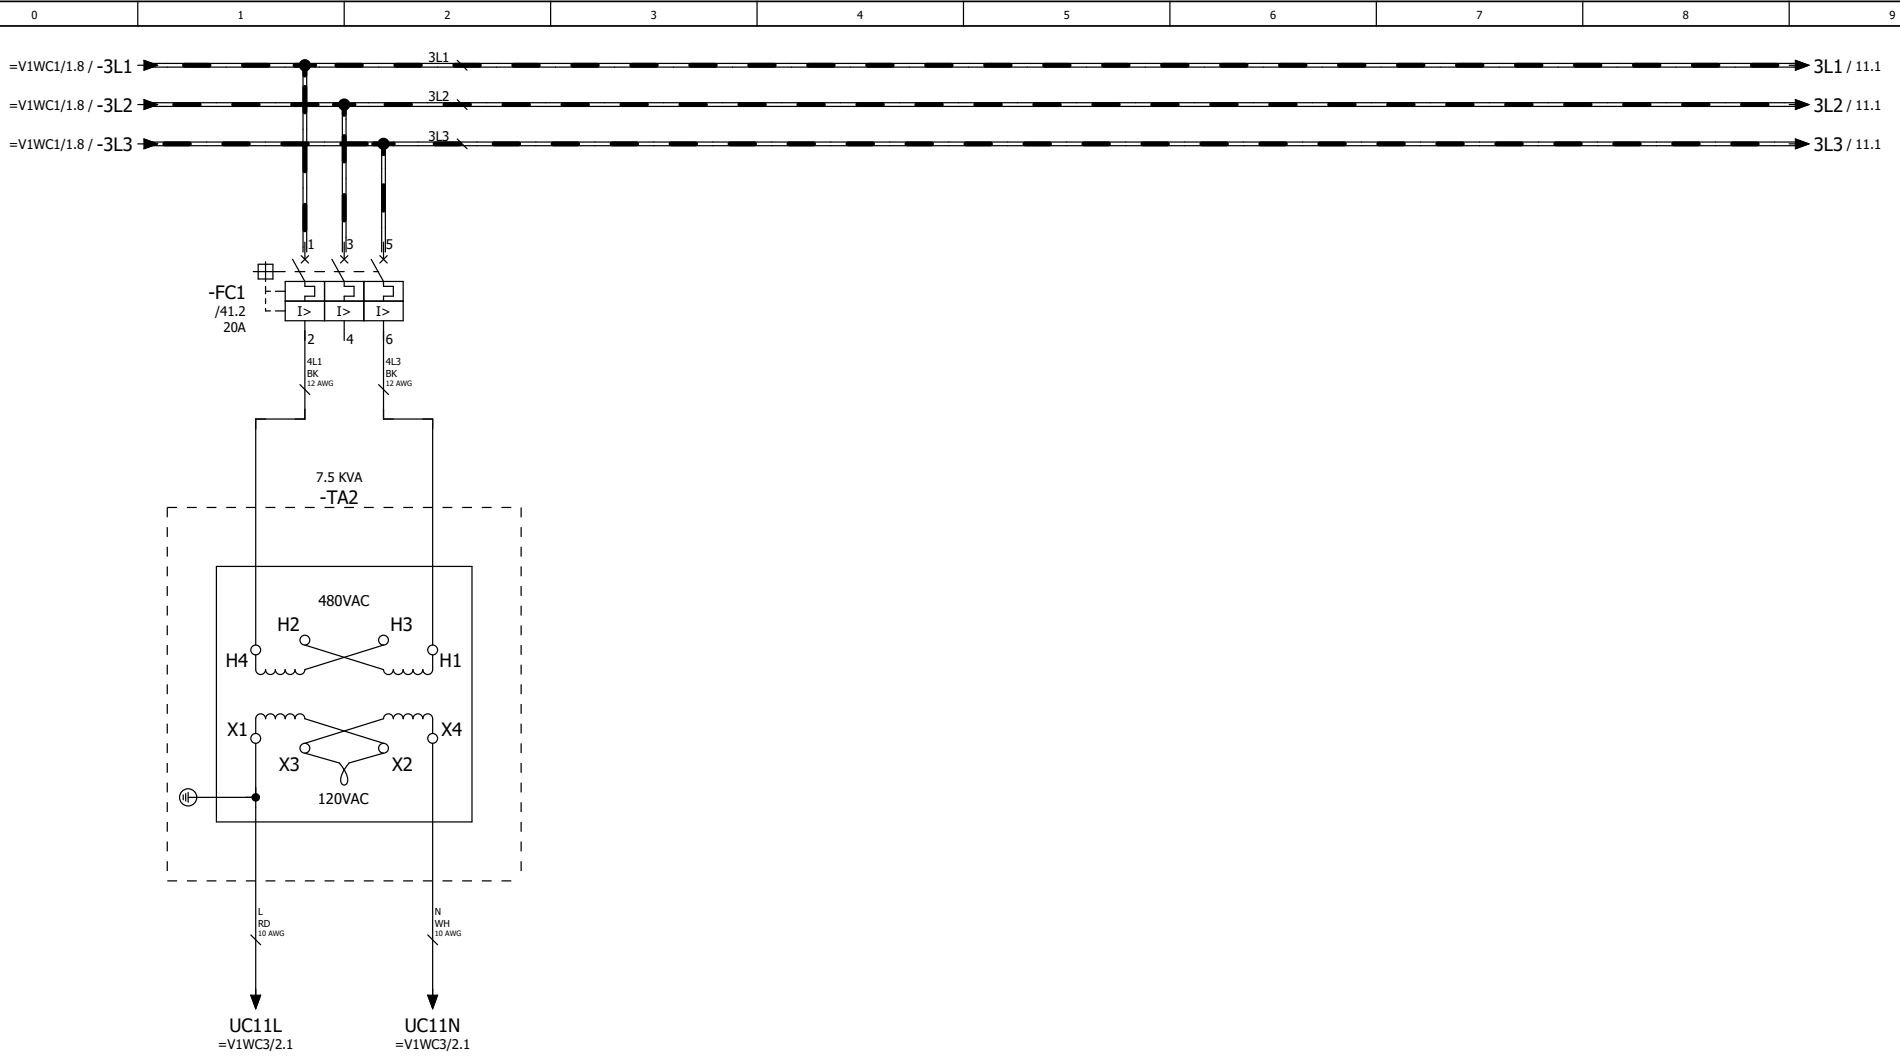 0 1 2 3 4 5 6 7 8 9
=V1WC1/1.8 / -3L1 3L1 3L1 / 11.1
=V1WC1/1.8 / -3L2 3L2 3L2 / 11.1
=V1WC1/1.8 / -3L3 3L3 3L3 / 11.1
1 3 5
-FC1
/41.2
20A
I> I> I>
2 4 6
4L1 4L3
BK BK
12 AWG 12 AWG
7.5 KVA
-TA2
480VAC
H2 H3
H4 H1
X1 X4
X3 X2
120VAC
L N
RD WH
10 AWG 10 AWG
UC11L UC11N
=V1WC3/2.1 =V1WC3/2.1